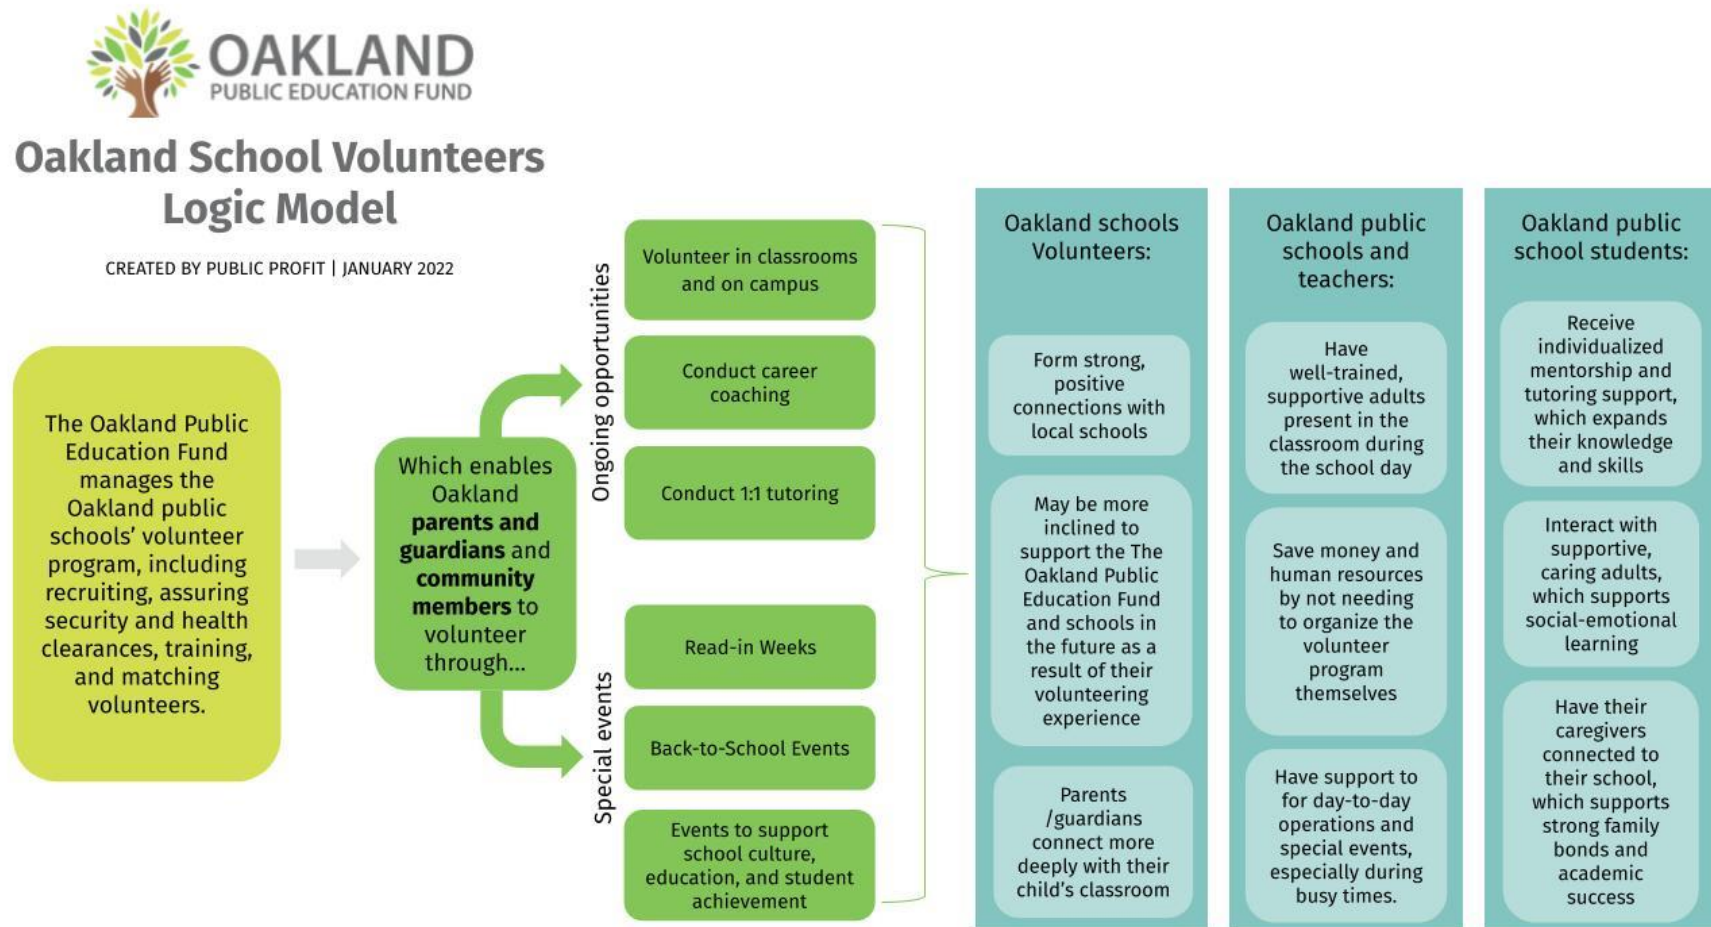 OAKLAND
PUBLIC EDUCATION FUND
Oakland School Volunteers
Logic Model
CREATED BY PUBLIC PROFIT | JANUARY 2022
The Oakland Public
Education Fund
manages the
Oakland public
schools’ volunteer
program, including
recruiting, assuring
security and health
clearances, training,
and matching
volunteers.
Which enables
Oakland
parents and
guardians and
community
members to
volunteer
through...
Ongoing opportunities
Volunteer in classrooms
and on campus
Conduct career
coaching
Conduct 1:1 tutoring
Special events
Read-in Weeks
Back-to-School Events
Events to support
school culture,
education, and student
achievement
Oakland schools
Volunteers:
Form strong,
positive
connections with
local schools
May be more
inclined to
support the The
Oakland Public
Education Fund
and schools in
the future as a
result of their
volunteering
experience
Parents
/guardians
connect more
deeply with their
child’s classroom
Oakland public
schools and
teachers:
Have
well-trained,
supportive adults
present in the
classroom during
the school day
Save money and
human resources
by not needing
to organize the
volunteer
program
themselves
Have support to
for day-to-day
operations and
special events,
especially during
busy times.
Oakland public
school students:
Receive
individualized
mentorship and
tutoring support,
which expands
their knowledge
and skills
Interact with
supportive,
caring adults,
which supports
social-emotional
learning
Have their
caregivers
connected to
their school,
which supports
strong family
bonds and
academic
success